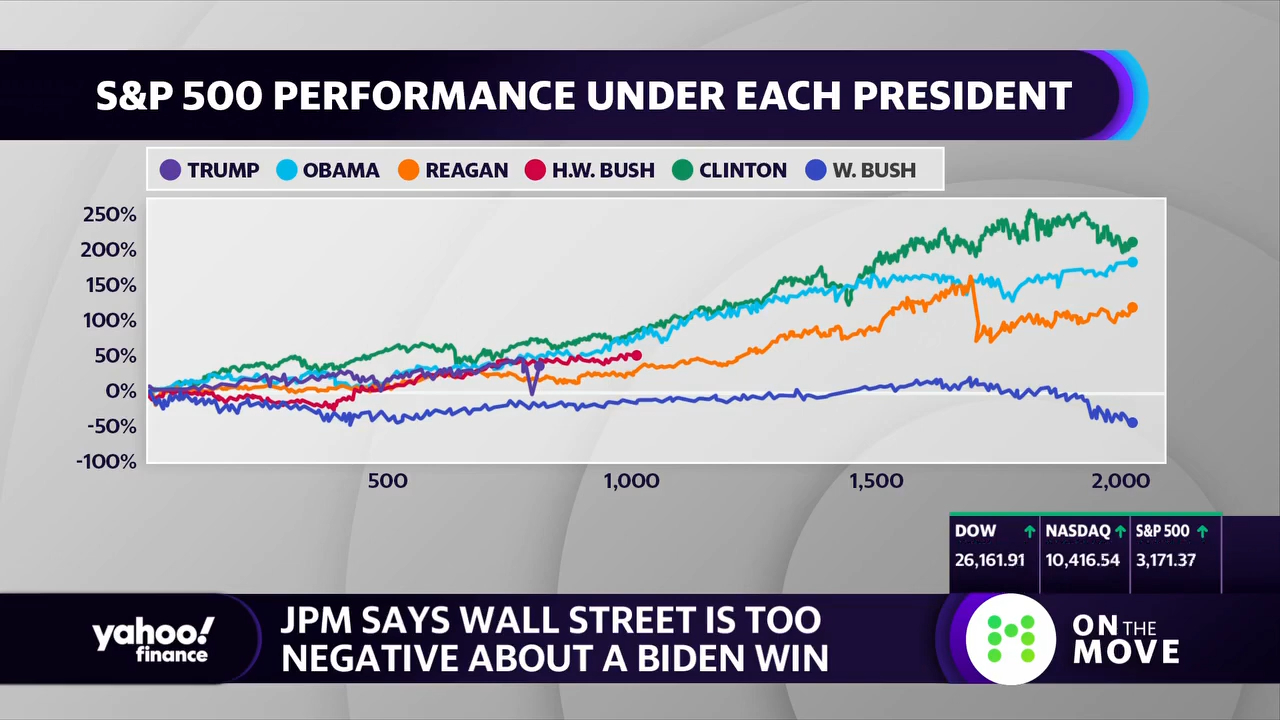 S&P 500 PERFORMANCE UNDER EACH PRESIDENT
TRUMP OBAMA REAGAN H.W. BUSH CLINTON W. BUSH
250%
200%
150%
100%
50%
0%
-50%
-100%
500 1,000 1,500 2,000
DOW NASDAQ S&P 500
26,161.91 10,416.54 3,171.37
yahoo!
finance
JPM SAYS WALL STREET IS TOO
NEGATIVE ABOUT A BIDEN WIN
ON THE
MOVE